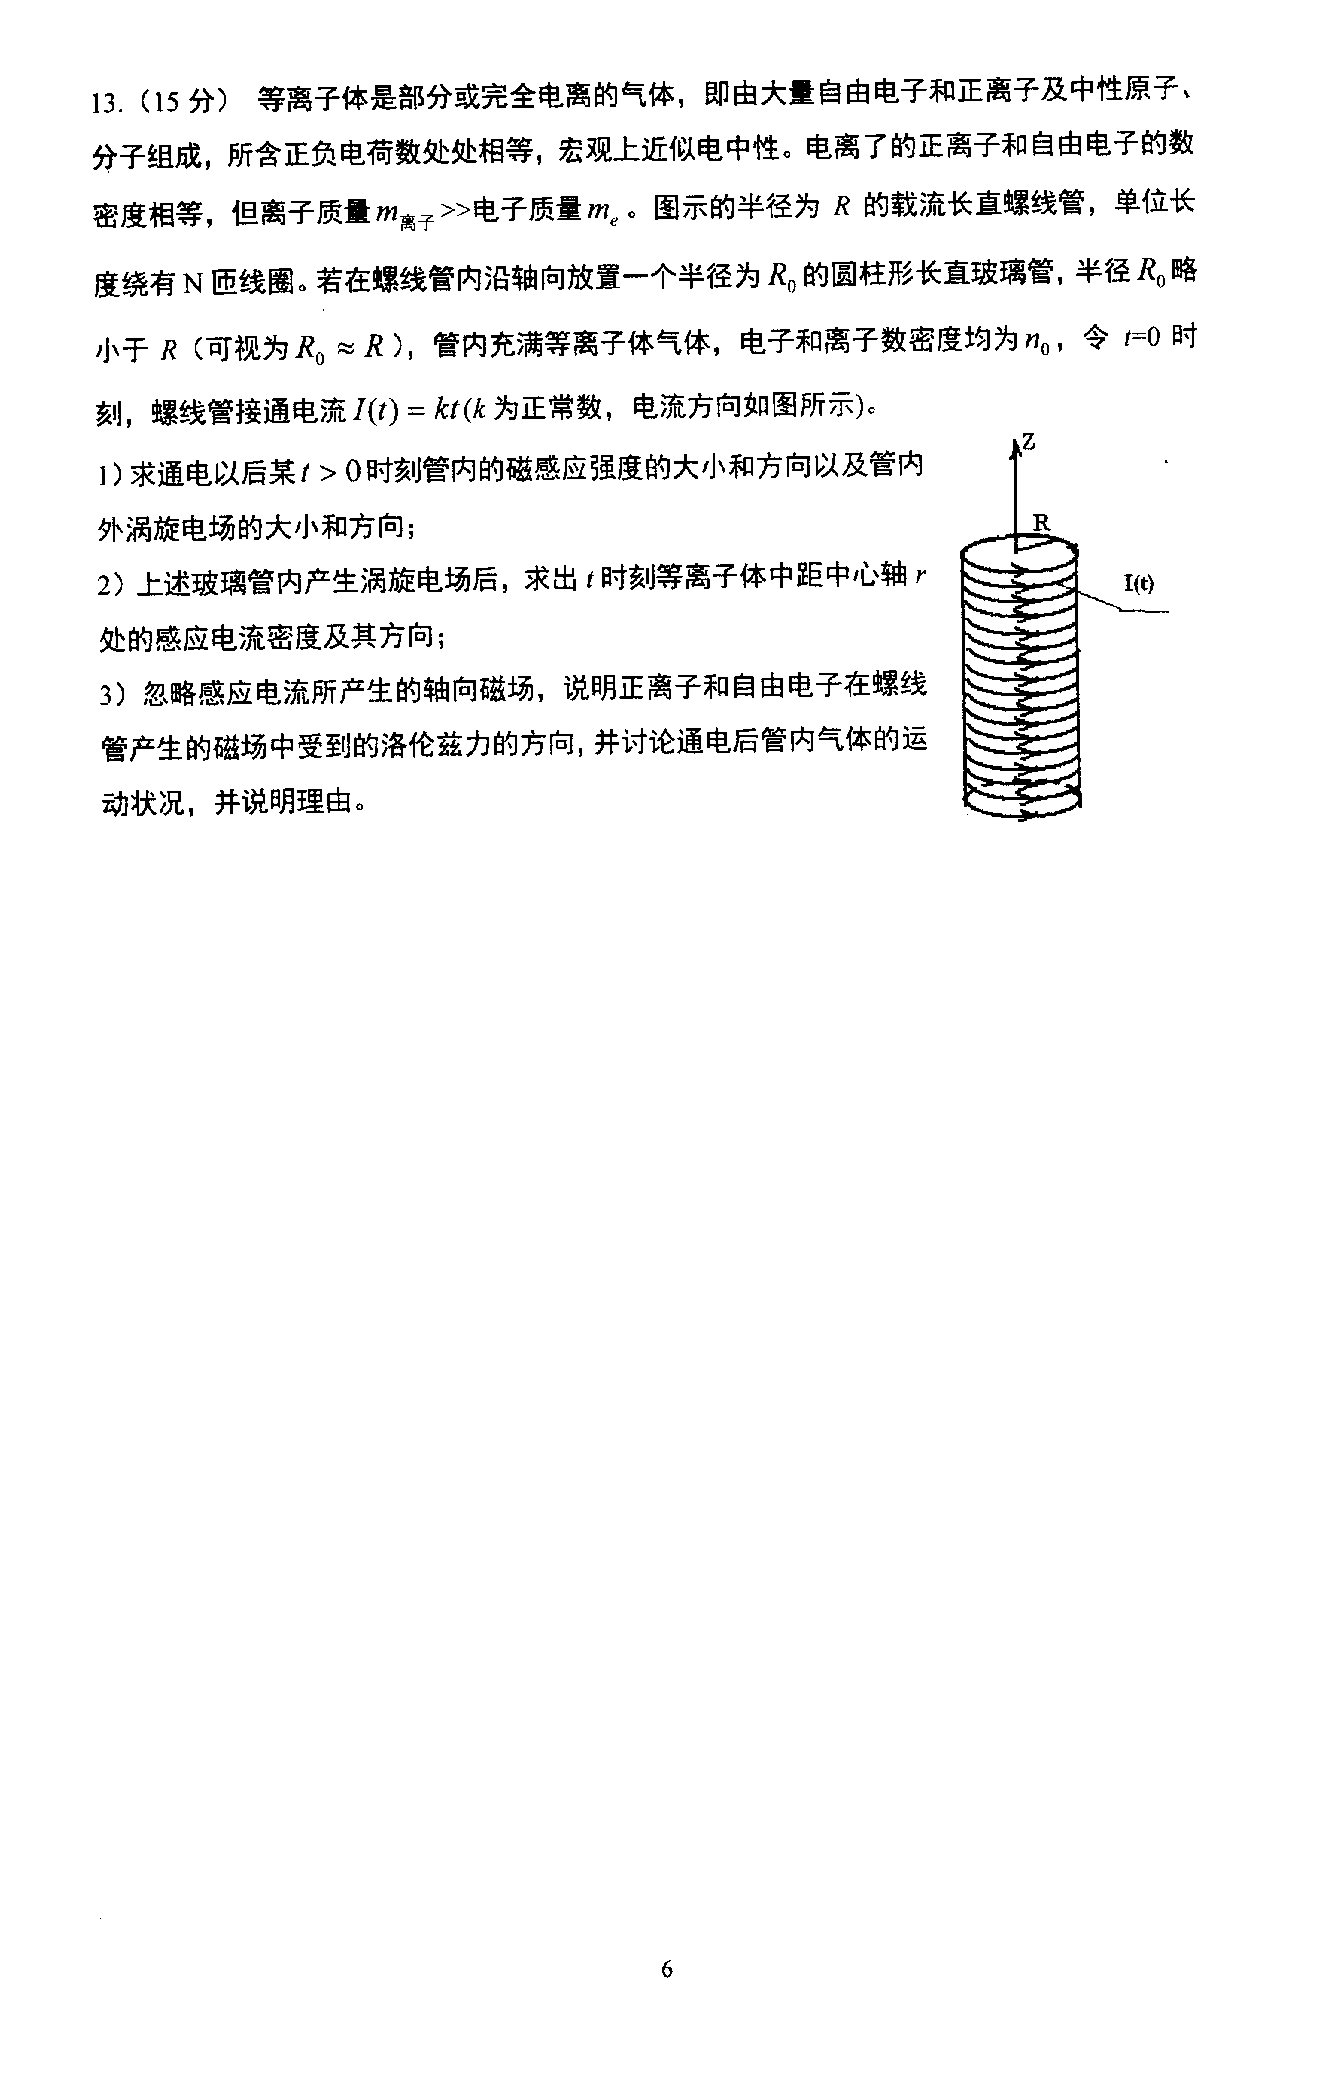 13.（15 分） 等离子体是部分或完全电离的气体，即由大量自由电子和正离子及中性原子、
分子组成，所含正负电荷数处处相等，宏观上近似电中性。电离了的正离子和自由电子的数
密度相等，但离子质量 m离子 >>电子质量 mₑ 。图示的半径为 R 的载流长直螺线管，单位长
度绕有 N 匝线圈。若在螺线管内沿轴向放置一个半径为 R₀ 的圆柱形长直玻璃管，半径 R₀ 略
小于 R（可视为 R₀ ≈ R ），管内充满等离子体气体，电子和离子数密度均为 n₀ ，令 t=0 时
刻，螺线管接通电流 I(t) = kt (k 为正常数，电流方向如图所示)。
1) 求通电以后某 t > 0 时刻管内的磁感应强度的大小和方向以及管内
外涡旋电场的大小和方向；
2）上述玻璃管内产生涡旋电场后，求出 t 时刻等离子体中距中心轴 r
处的感应电流密度及其方向；
3）忽略感应电流所产生的轴向磁场，说明正离子和自由电子在螺线
管产生的磁场中受到的洛伦兹力的方向, 并讨论通电后管内气体的运
动状况，并说明理由。
Z
R
I(t)
6